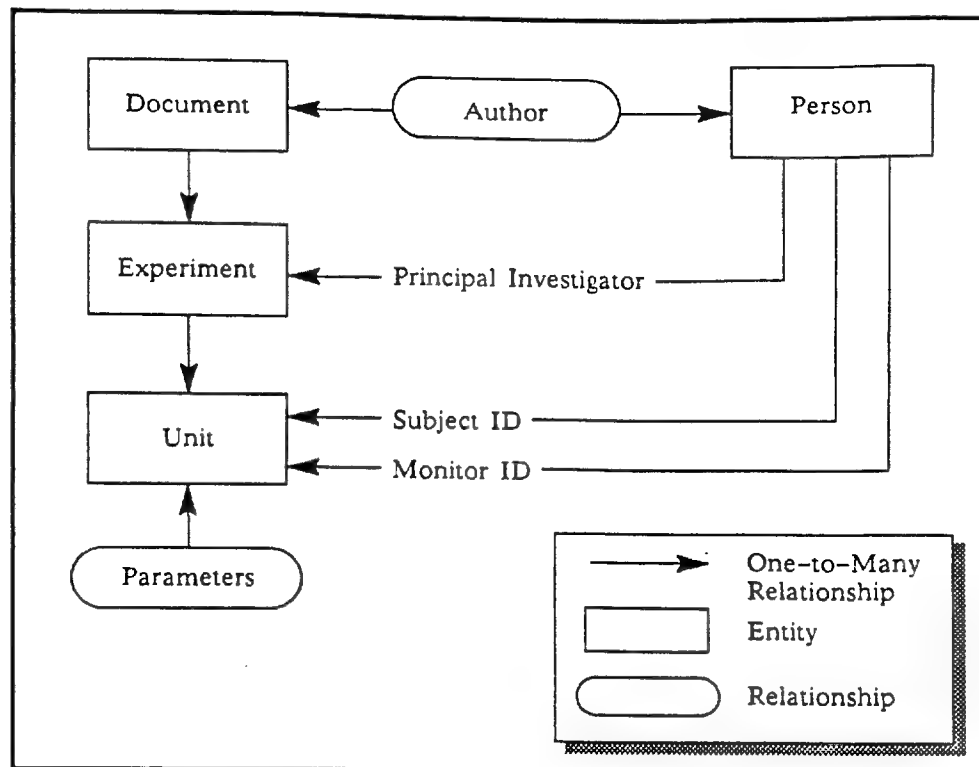 Document
Author
Person
Experiment
Principal Investigator
Unit
Subject ID
Monitor ID
Parameters
One-to-Many
Relationship
Entity
Relationship